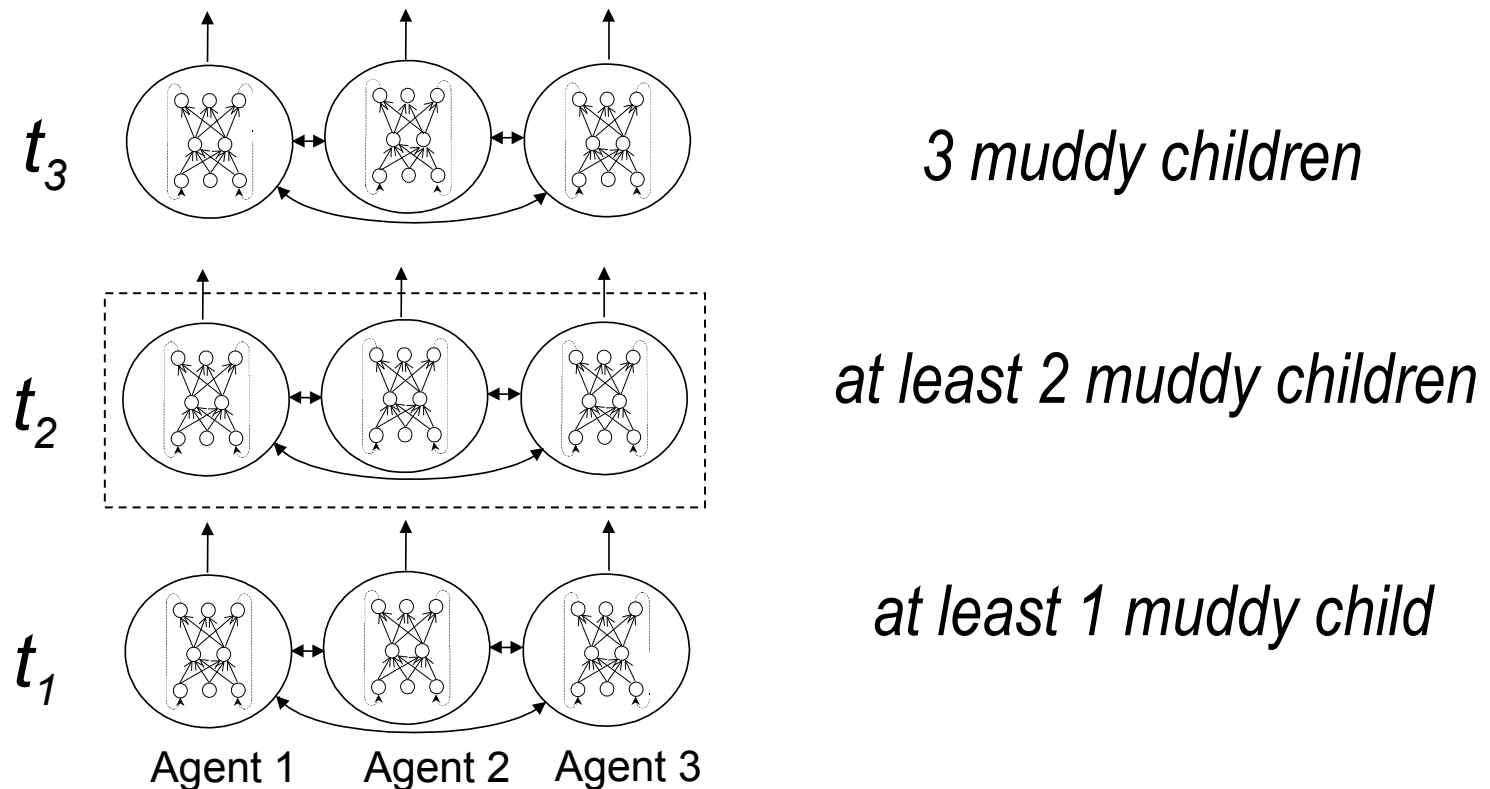 t3 3 muddy children
t2 at least 2 muddy children
t1 at least 1 muddy child
Agent 1 Agent 2 Agent 3